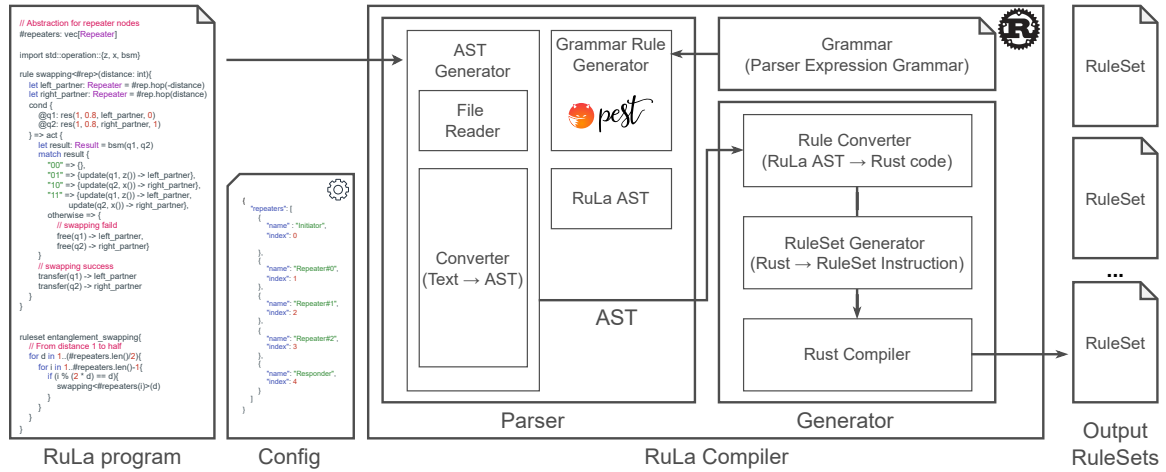 // Abstraction for repeater nodes
#repeaters: vec[Repeater]
import std::operation::{z, x, bsm}
rule swapping<#rep>(distance: int){
let left_partner: Repeater = #rep.hop(-distance)
let right_partner: Repeater = #rep.hop(distance)
cond {
@q1: res(1, 0.8, left_partner, 0)
@q2: res(1, 0.8, right_partner, 1)
} => act {
let result: Result = bsm(q1, q2)
match result {
"00" => {},
"01" => {update(q1, z()) -> left_partner},
"10" => {update(q2, x()) -> right_partner},
"11" => {update(q1, z()) -> left_partner,
update(q2, x()) -> right_partner},
otherwise => {
// swapping faild
free(q1) -> left_partner,
free(q2) -> right_partner}
}
// swapping success
transfer(q1) -> left_partner
transfer(q2) -> right_partner
}
}
ruleset entanglement_swapping{
// From distance 1 to half
for d in 1..(#repeaters.len()/2){
for i in 1..#repeaters.len()-1{
if (i % (2 * d) == d){
swapping<#repeaters(i)>(d)
}
}
}
}
RuLa program
{
"repeaters": [
{
"name" : "Initiator",
"index": 0
},
{
"name": "Repeater#0",
"index": 1
},
{
"name": "Repeater#1",
"index": 2
},
{
"name": "Repeater#2",
"index": 3
},
{
"name": "Responder",
"index": 4
}
]
}
Config
AST
Generator
File
Reader
Converter
(Text → AST)
Grammar Rule
Generator
pest
RuLa AST
AST
Parser
Grammar
(Parser Expression Grammar)
R
Rule Converter
(RuLa AST → Rust code)
RuleSet Generator
(Rust → RuleSet Instruction)
Rust Compiler
Generator
RuLa Compiler
RuleSet
RuleSet
...
RuleSet
Output
RuleSets